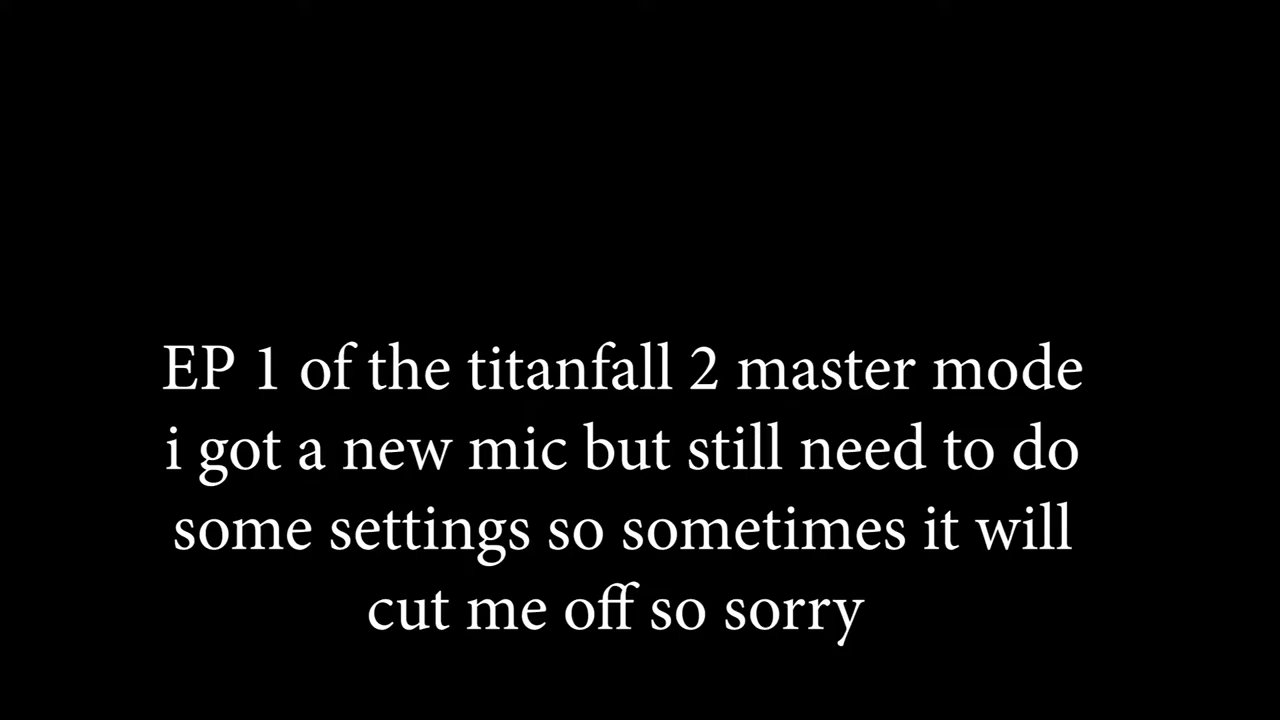 EP 1 of the titanfall 2 master mode
i got a new mic but still need to do
some settings so sometimes it will
cut me off so sorry